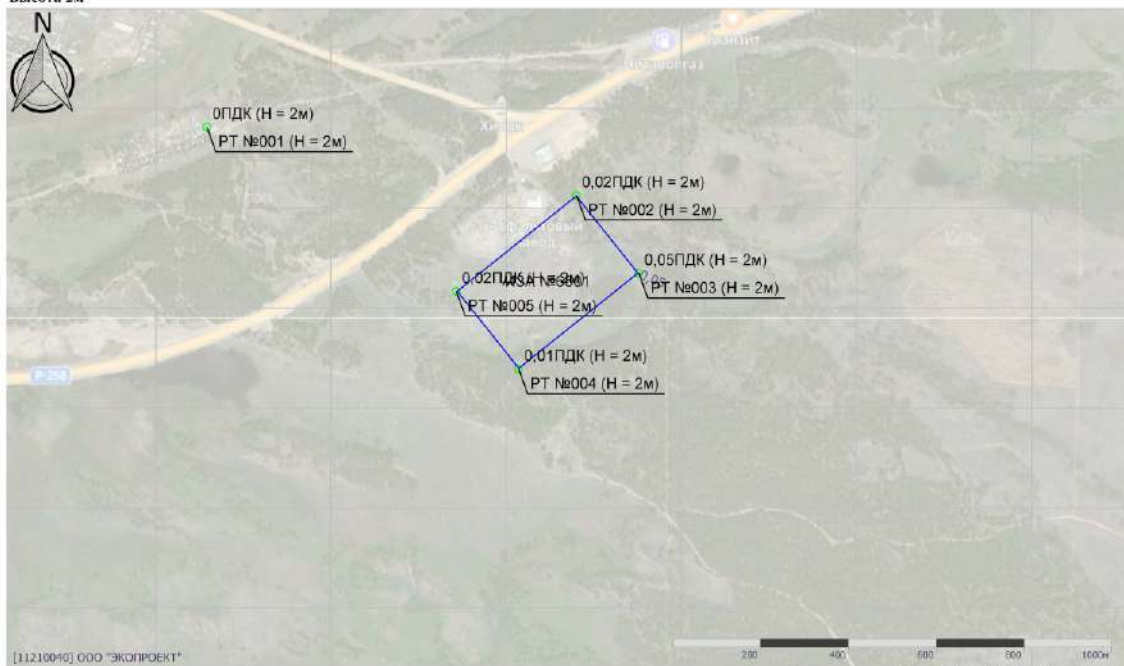 Высота 2м
N
0ПДК (H = 2м)
РТ №001 (H = 2м)
0,02ПДК (H = 2м)
РТ №002 (H = 2м)
0,05ПДК (H = 2м)
РТ №003 (H = 2м)
0,02ПДК (H = 2м)
РТ №005 (H = 2м)
0,01ПДК (H = 2м)
РТ №004 (H = 2м)
Р-258
[11210040] ООО "ЭКОПРОЕКТ"
200 400 600 800 1000м